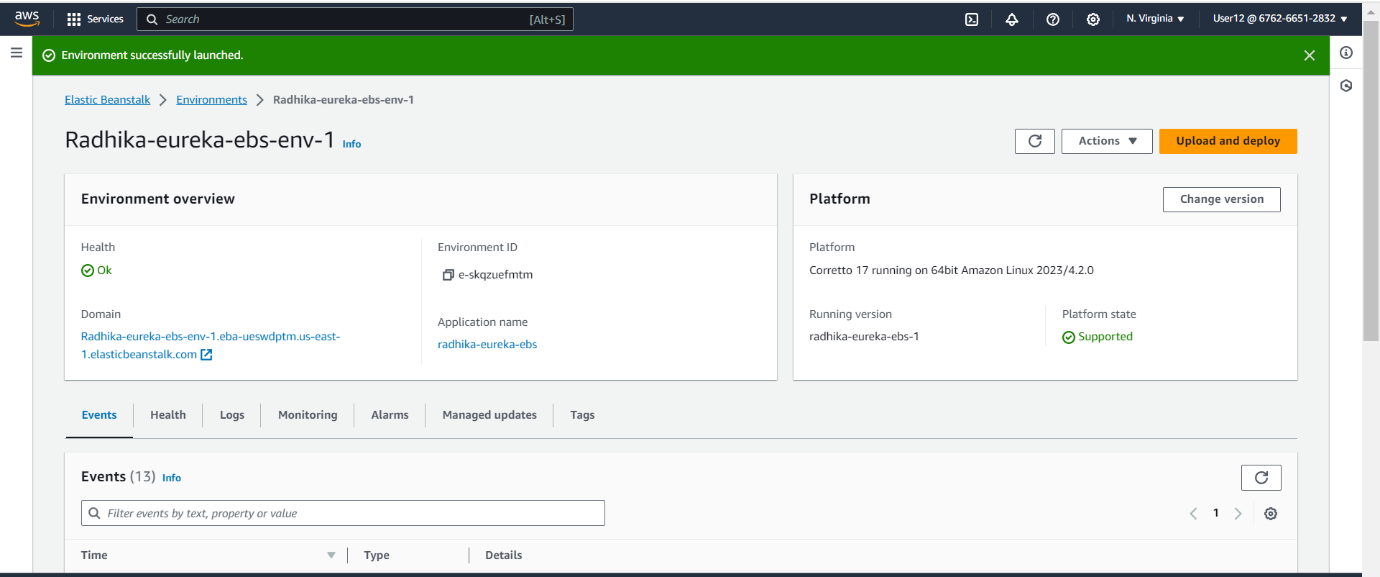 aws Services Search [Alt+S] N. Virginia User12 @ 6762-6651-2832
Environment successfully launched.
Elastic Beanstalk Environments Radhika-eureka-ebs-env-1
Radhika-eureka-ebs-env-1 Info
Actions Upload and deploy
Environment overview
Health
Ok
Environment ID
e-skqzuefmtm
Domain
Radhika-eureka-ebs-env-1.eba-ueswdptm.us-east-
1.elasticbeanstalk.com
Application name
radhika-eureka-ebs
Platform
Change version
Platform
Corretto 17 running on 64bit Amazon Linux 2023/4.2.0
Running version
radhika-eureka-ebs-1
Platform state
Supported
Events Health Logs Monitoring Alarms Managed updates Tags
Events (13) Info
Filter events by text, property or value
1
Time Type Details